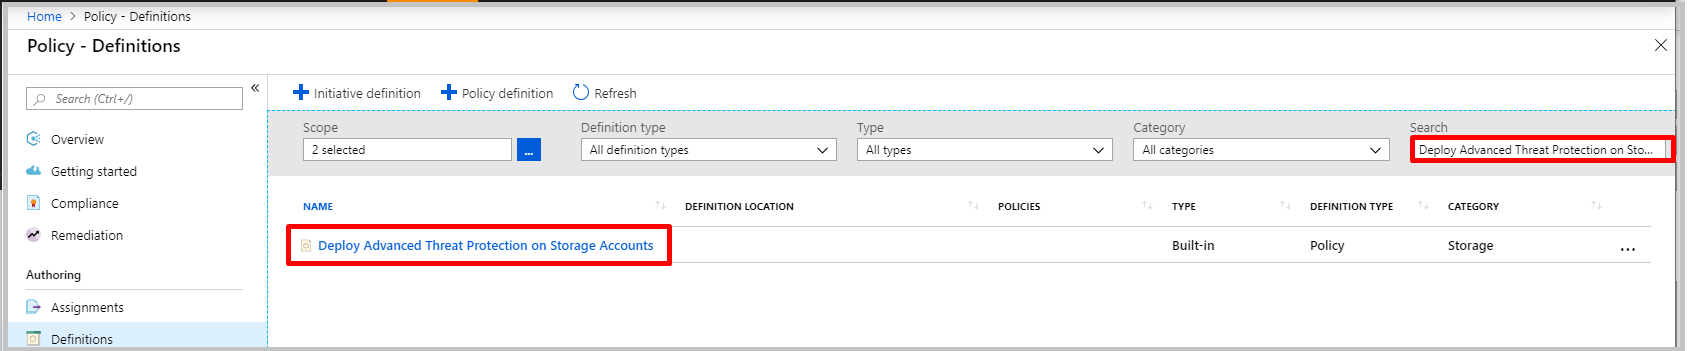 Home > Policy - Definitions
Policy - Definitions
Search (Ctrl+/)
«
Overview
Getting started
Compliance
Remediation
Authoring
Assignments
Definitions
Initiative definition
Policy definition
Refresh
Scope
2 selected
...
Definition type
All definition types
Type
All types
Category
All categories
Search
Deploy Advanced Threat Protection on Sto...
NAME DEFINITION LOCATION POLICIES TYPE DEFINITION TYPE CATEGORY
Deploy Advanced Threat Protection on Storage Accounts Built-in Policy Storage ...